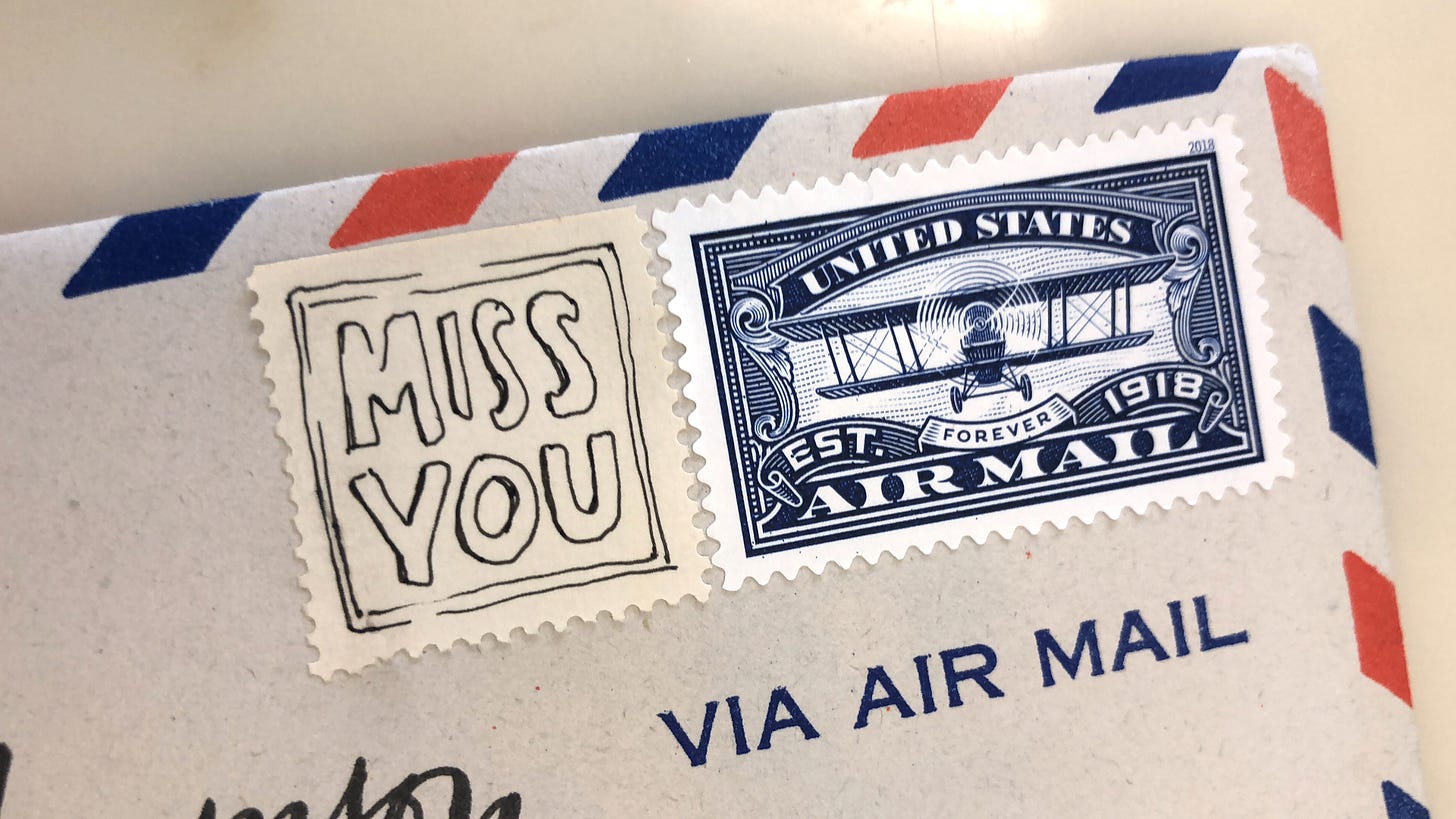 MISS
YOU
2018
UNITED STATES
EST. FOREVER 1918
AIR MAIL
VIA AIR MAIL